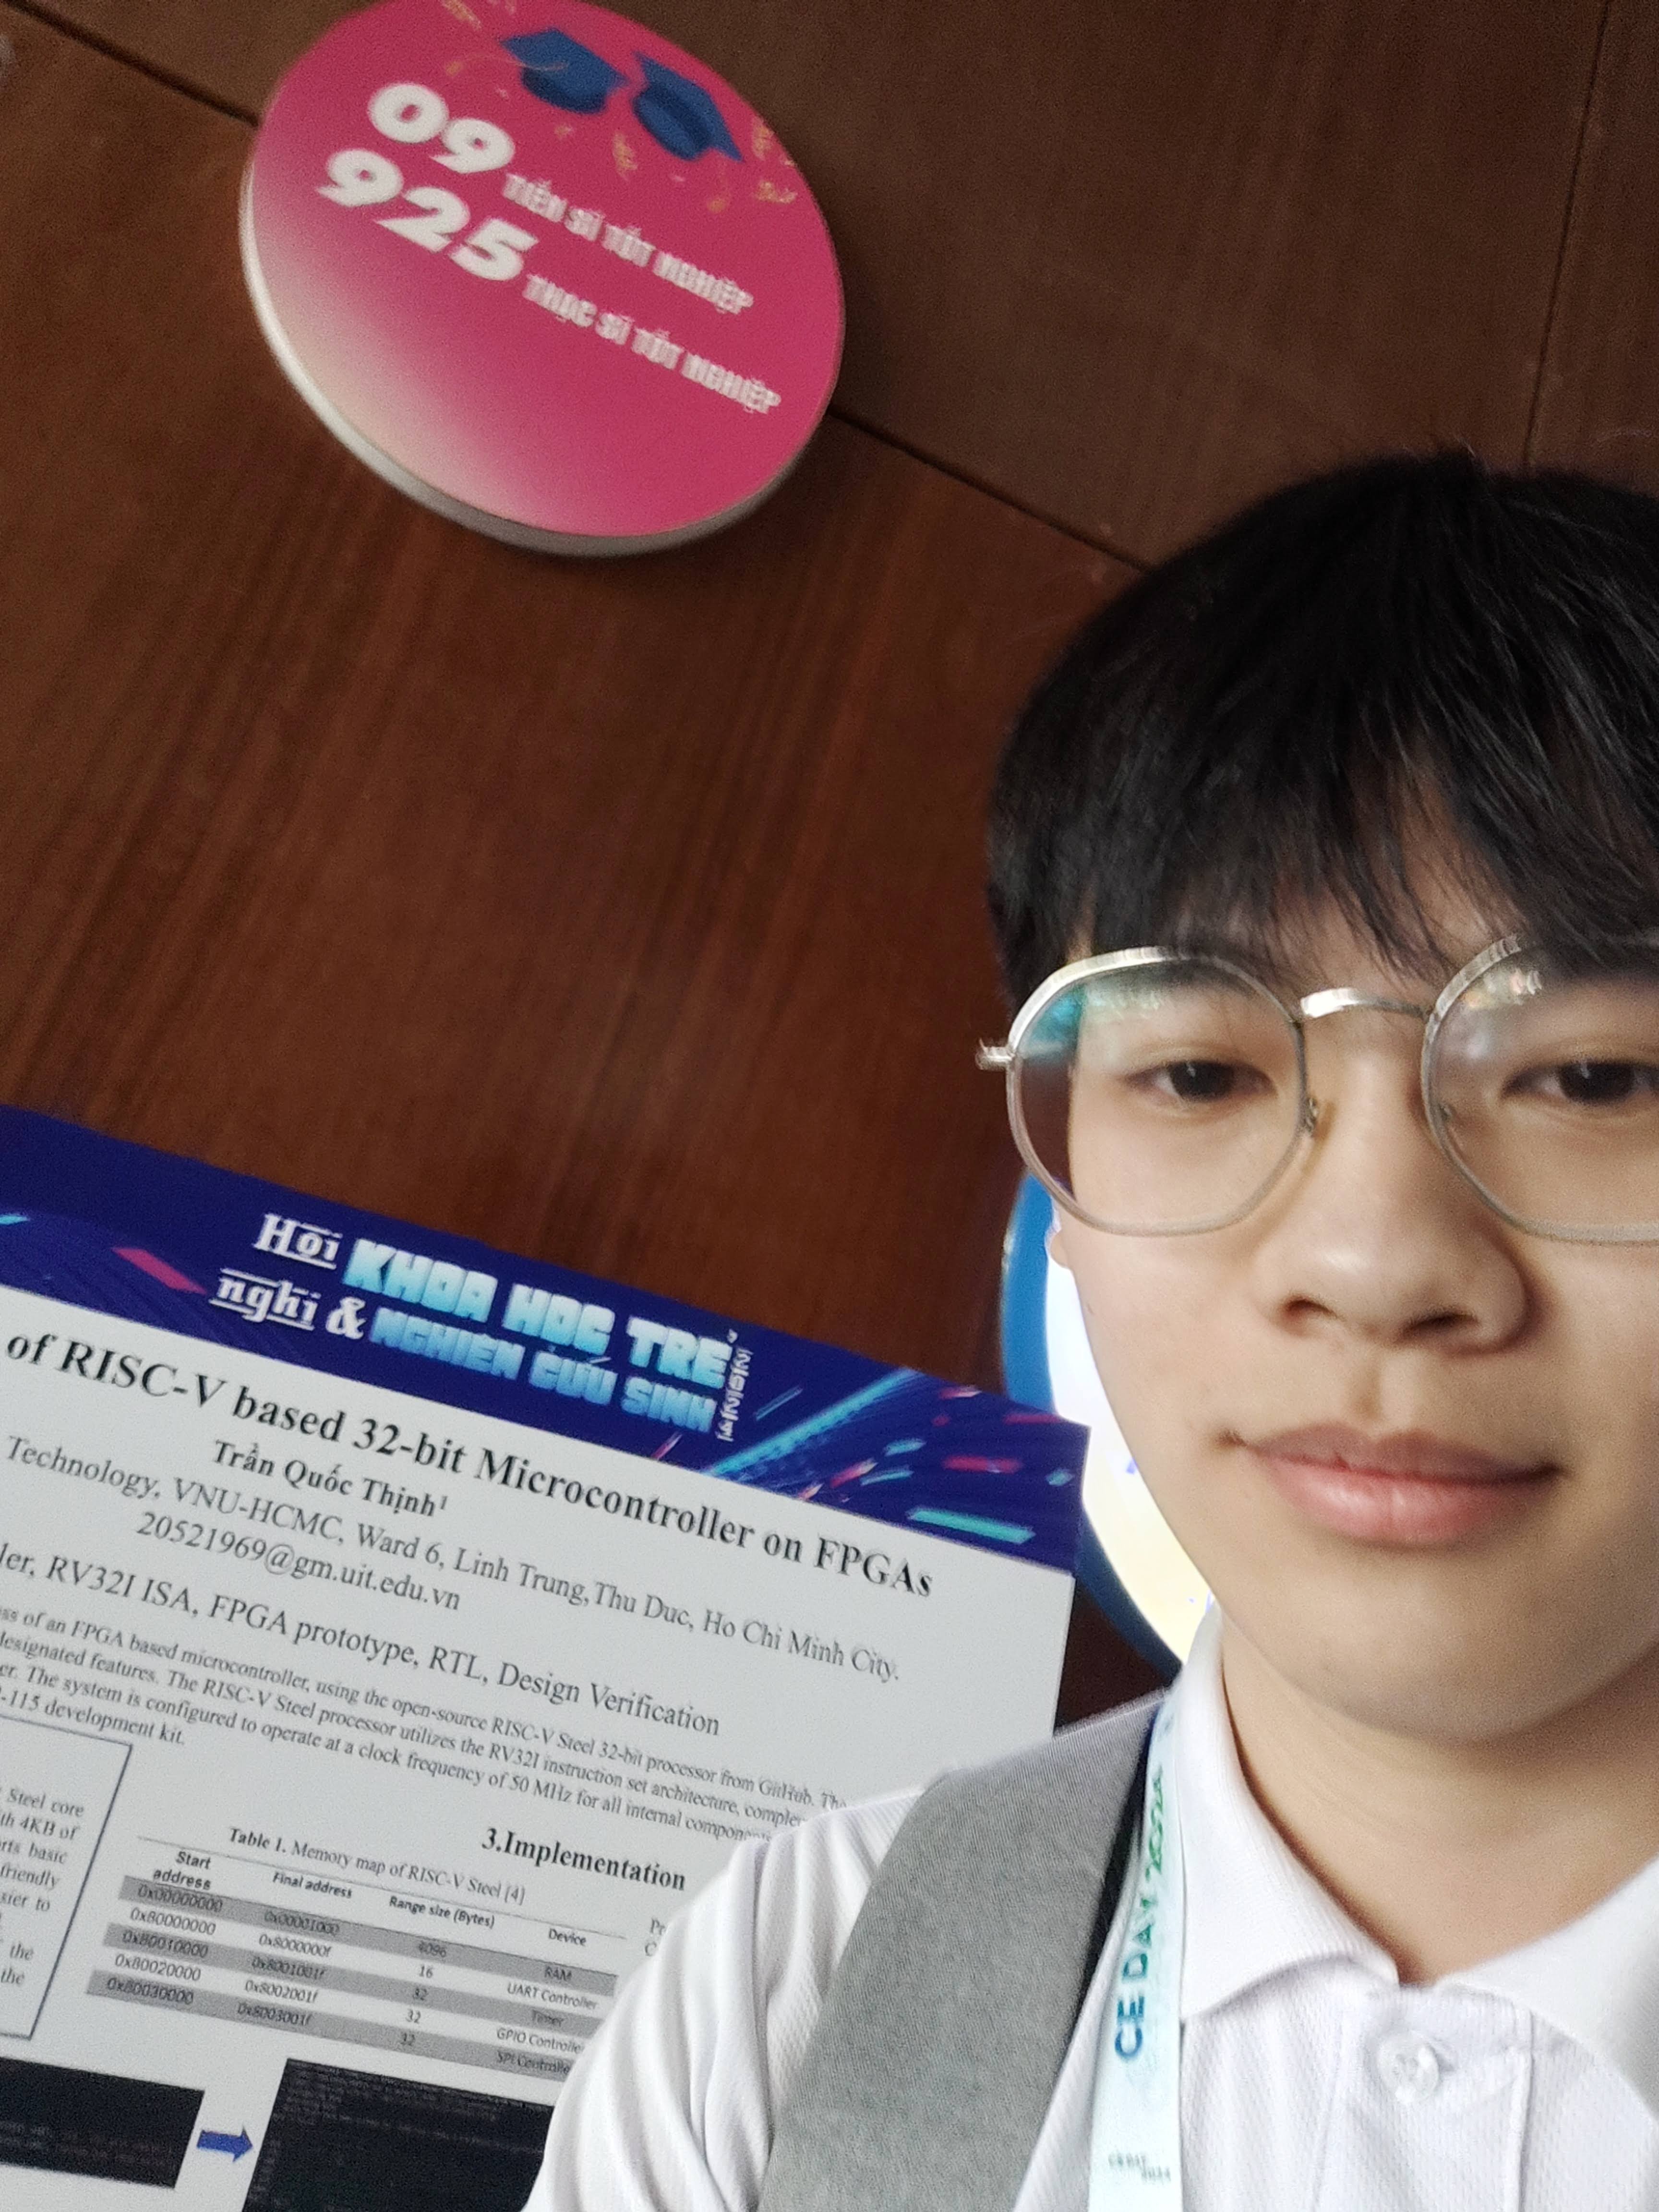 09 TIẾN SĨ TỐT NGHIỆP
925 THẠC SĨ TỐT NGHIỆP
Hội KHOA HỌC TRẺ
nghị & NGHIÊN CỨU SINH
of RISC-V based 32-bit Microcontroller on FPGAs
Trần Quốc Thịnh¹
Technology, VNU-HCMC, Ward 6, Linh Trung,Thu Duc, Ho Chi Minh City.
20521969@gm.uit.edu.vn
ler, RV32I ISA, FPGA prototype, RTL, Design Verification
ss of an FPGA based microcontroller, using the open-source RISC-V Steel 32-bit processor from GitHub. The
designated features. The RISC-V Steel processor utilizes the RV32I instruction set architecture, comple
er. The system is configured to operate at a clock frequency of 50 MHz for all internal components
-115 development kit.
Steel core
th 4KB of
rts basic
friendly
sier to
the
the
3.Implementation
Table 1. Memory map of RISC-V Steel [4]
Start address Final address Range size (Bytes) Device
0x00000000 0x00001000 4096 RAM
0x80000000 0x8000000f 16 UART Controller
0x80010000 0x8001001f 32 Timer
0x80020000 0x8002001f 32 GPIO Controlle
0x80030000 0x8003001f 32 SPI Controlle
CE DAY
CE DAY